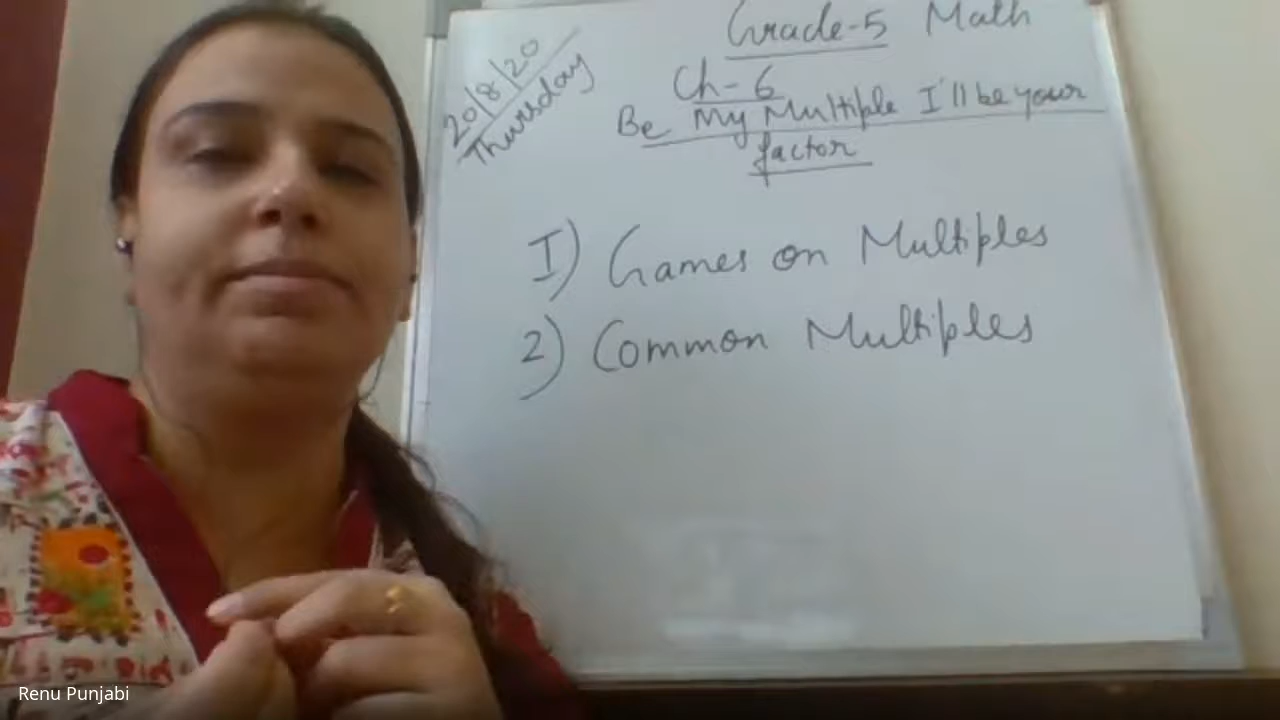 20/8/20
Thursday
Grade-5 Math
Ch-6
Be My Multiple I'll be your
factor
I) Games on Multiples
2) Common Multiples
Renu Punjabi